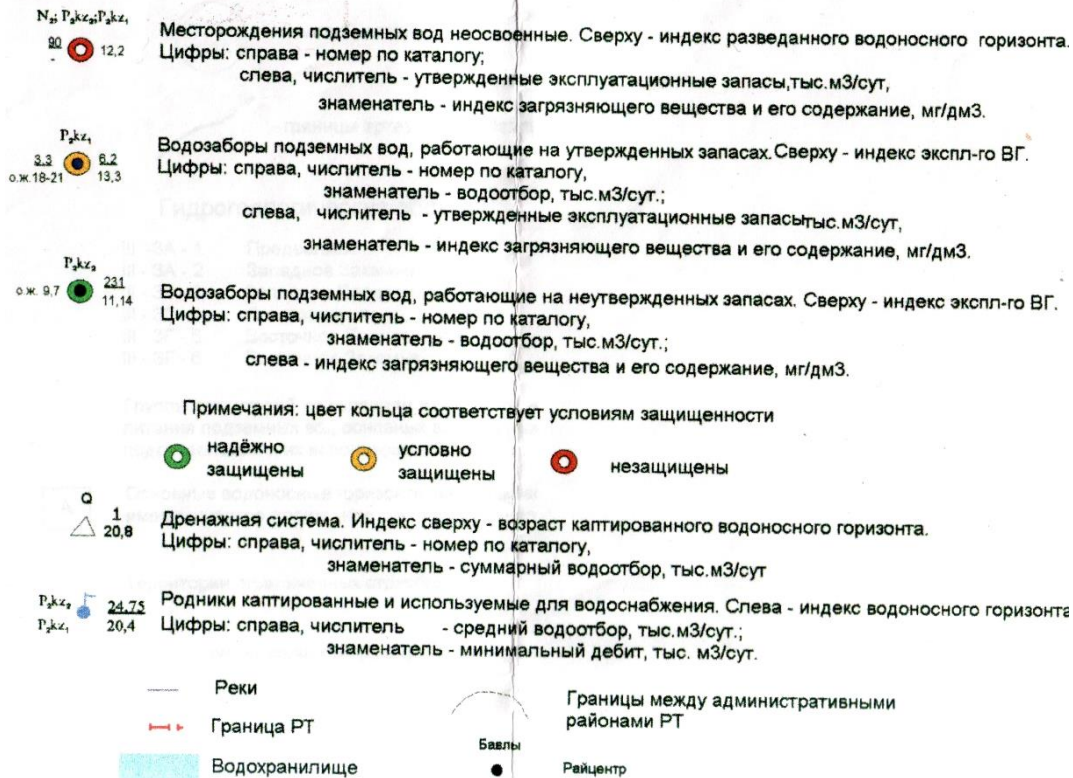 N₂; P₂kz₂;P₂kz₁
90
-
12,2
Месторождения подземных вод неосвоенные. Сверху - индекс разведанного водоносного горизонта.
Цифры: справа - номер по каталогу;
слева, числитель - утвержденные эксплуатационные запасы,тыс.м3/сут,
знаменатель - индекс загрязняющего вещества и его содержание, мг/дм3.
P₂kz₁
3,3 6,2
о.ж.18-21 13,3
Водозаборы подземных вод, работающие на утвержденных запасах.Сверху - индекс экспл-го ВГ.
Цифры: справа, числитель - номер по каталогу,
знаменатель - водоотбор, тыс.м3/сут.;
слева, числитель - утвержденные эксплуатационные запасы,тыс.м3/сут,
знаменатель - индекс загрязняющего вещества и его содержание, мг/дм3.
P₂kz₂
о.ж. 9,7 231
11,14
Водозаборы подземных вод, работающие на неутвержденных запасах. Сверху - индекс экспл-го ВГ.
Цифры: справа, числитель - номер по каталогу,
знаменатель - водоотбор, тыс.м3/сут.;
слева - индекс загрязняющего вещества и его содержание, мг/дм3.
Примечания: цвет кольца соответствует условиям защищенности
надёжно защищены
условно защищены
незащищены
Q
1
20,8
Дренажная система. Индекс сверху - возраст каптированного водоносного горизонта.
Цифры: справа, числитель - номер по каталогу,
знаменатель - суммарный водоотбор, тыс.м3/сут
P₂kz₂ 24,75
P₂kz₁ 20,4
Родники каптированные и используемые для водоснабжения. Слева - индекс водоносного горизонта
Цифры: справа, числитель - средний водоотбор, тыс.м3/сут.;
знаменатель - минимальный дебит, тыс. м3/сут.
Реки
Границы между административными районами РТ
Граница РТ
Бавлы
Водохранилище
Райцентр